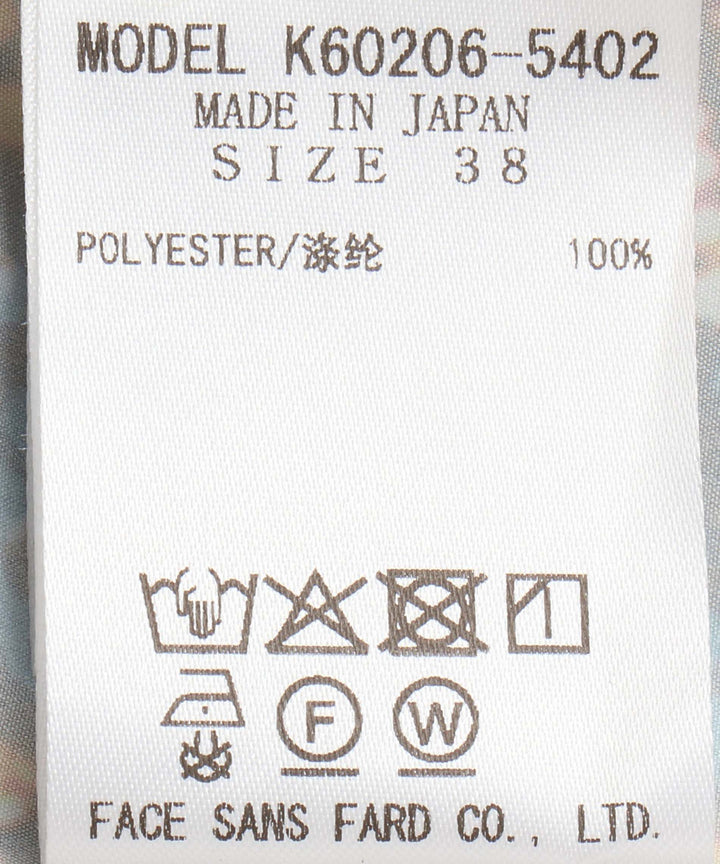 MODEL K60206-5402
MADE IN JAPAN
SIZE 38
POLYESTER/涤纶 100%
F W
FACE SANS FARD CO., LTD.